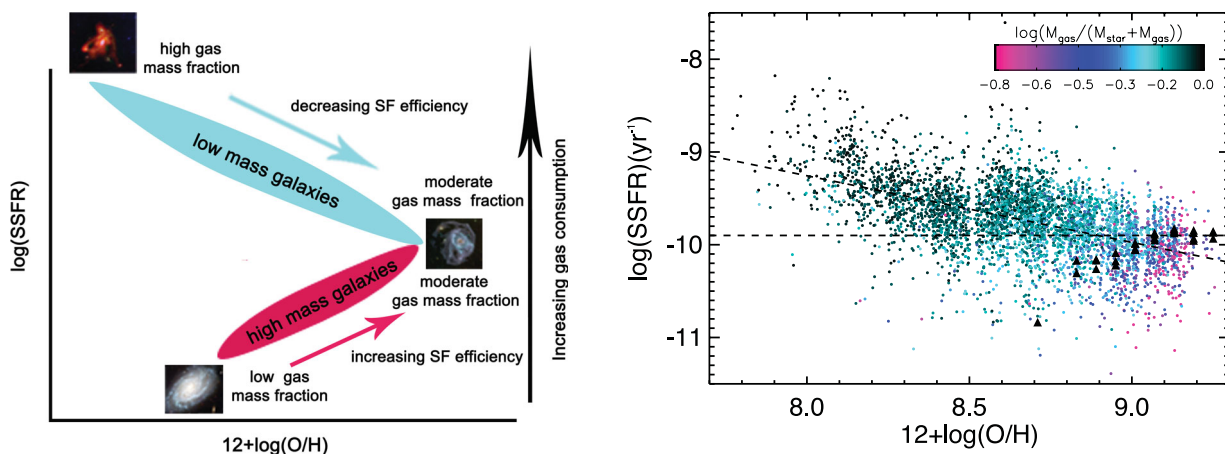 high gas
mass fraction
decreasing SF efficiency
low mass galaxies
moderate
gas mass fraction
moderate
gas mass fraction
high mass galaxies
increasing SF efficiency
low gas
mass fraction
log(SSFR)
12+log(O/H)
Increasing gas consumption
log(M_gas/(M_star+M_gas))
-0.8 -0.6 -0.5 -0.3 -0.2 0.0
-8
-9
-10
-11
log(SSFR)(yr⁻¹)
8.0 8.5 9.0
12+log(O/H)